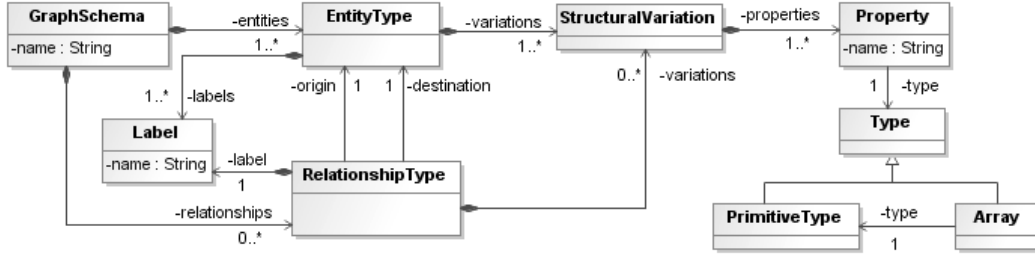 GraphSchema
-name : String
-entities
1..*
EntityType
-variations
1..*
StructuralVariation
-properties
1..*
Property
-name : String
1..*
-labels
-origin
1
1
-destination
0..*
-variations
1
-type
Label
-name : String
-label
1
RelationshipType
Type
-relationships
0..*
PrimitiveType
-type
1
Array